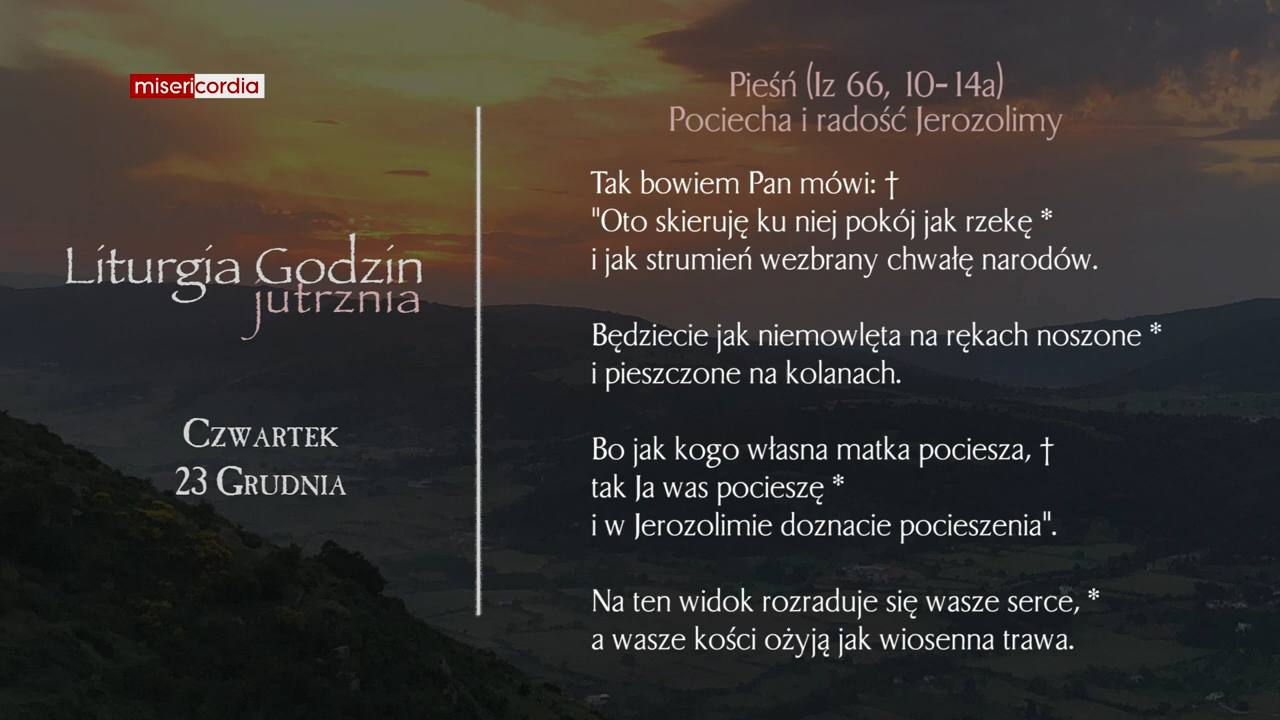 misericordia
Liturgia Godzin
jutrznia
Czwartek
23 Grudnia
Pieśń (Iz 66, 10-14a)
Pociecha i radość Jerozolimy
Tak bowiem Pan mówi: †
"Oto skieruję ku niej pokój jak rzekę *
i jak strumień wezbrany chwałę narodów.
Będziecie jak niemowlęta na rękach noszone *
i pieszczone na kolanach.
Bo jak kogo własna matka pociesza, †
tak Ja was pocieszę *
i w Jerozolimie doznacie pocieszenia".
Na ten widok rozraduje się wasze serce, *
a wasze kości ożyją jak wiosenna trawa.